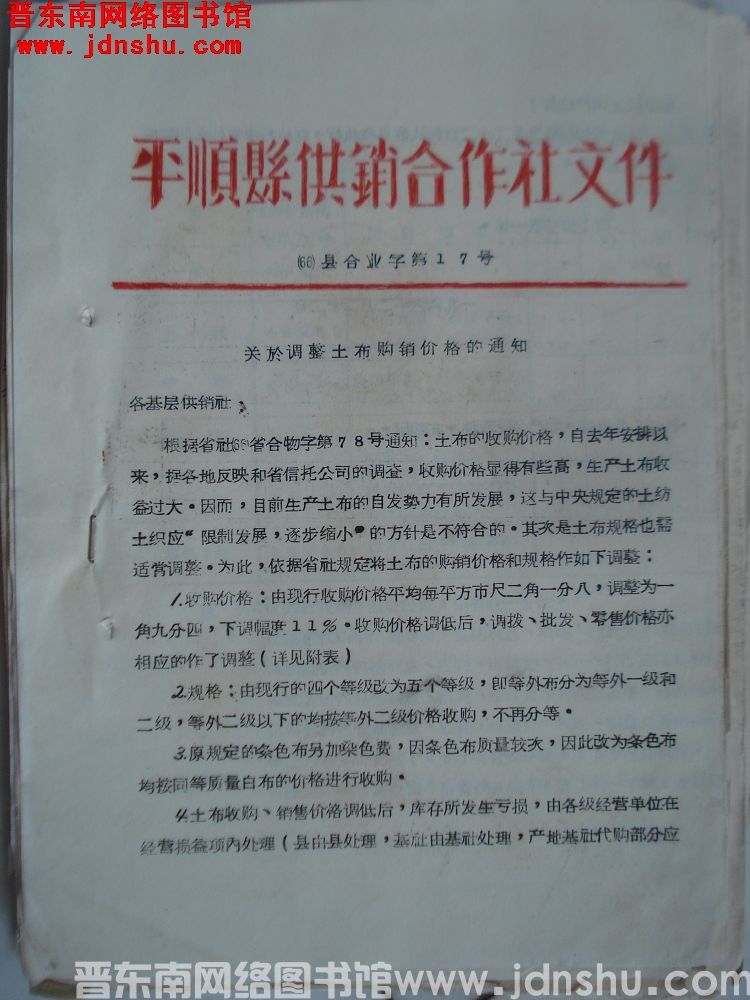 晋东南网络图书馆
www.jdnshu.com
平順縣供銷合作社文件
(66)县合业字第17号
关於调整土布购销价格的通知
各基层供销社、
根据省社(66)省合物字第78号通知：土布的收购价格，自去年安排以
来，据各地反映和省信托公司的调查，收购价格显得有些高，生产土布收
益过大。因而，目前生产土布的自发势力有所发展，这与中央规定的土纺
土织应“限制发展，逐步缩小”的方针是不符合的。其次是土布规格也需
适当调整。为此，依据省社规定将土布的购销价格和规格作如下调整：
1.收购价格：由现行收购价格平均每平方市尺二角一分八，调整为一
角九分四，下调幅度11%。收购价格调低后，调拨、批发、零售价格亦
相应的作了调整（详见附表）
2.规格：由现行的四个等级改为五个等级，即等外布分为等外一级和
二级，等外二级以下的均按等外二级价格收购，不再分等。
3.原规定的条色布另加染色费，因条色布质量较次，因此改为条色布
均按同等质量白布的价格进行收购。
4.土布收购、销售价格调低后，库存所发生亏损，由各级经营单位在
经营损益项内处理（县由县处理，基社由基社处理，产地基社代购部分应
晋东南网络图书馆www.jdnshu.com